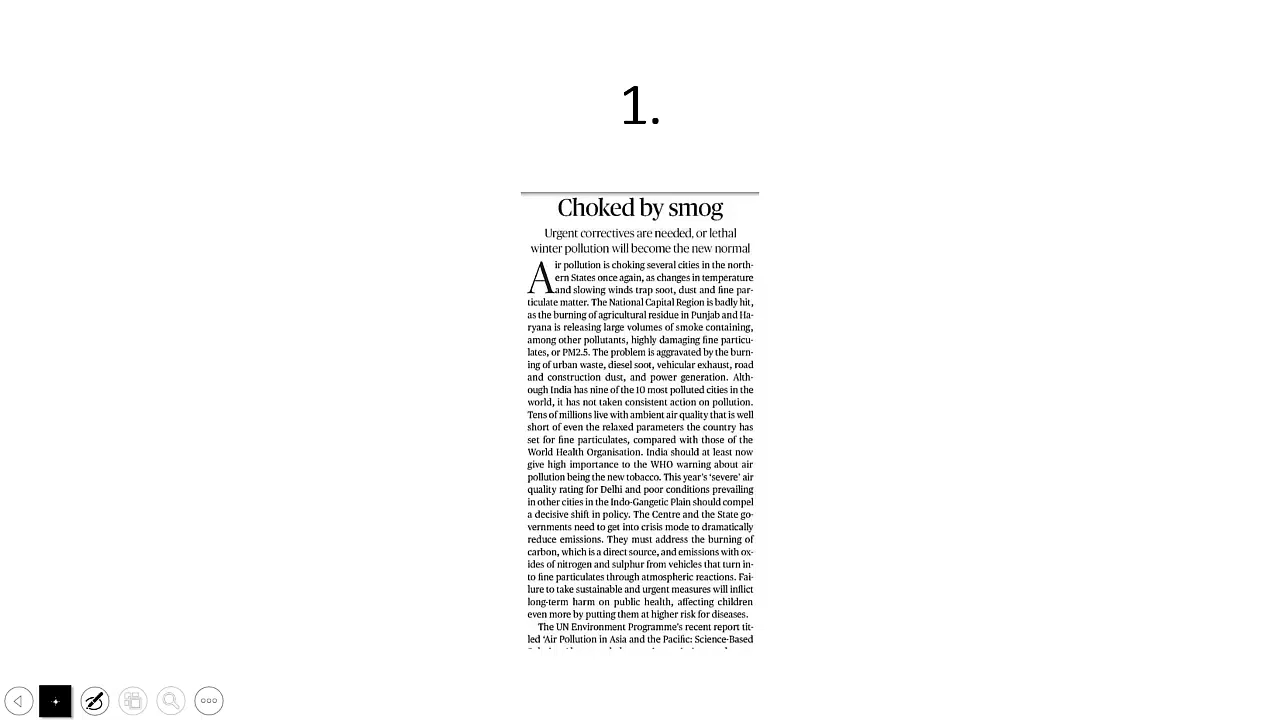 1.
Choked by smog
Urgent correctives are needed, or lethal
winter pollution will become the new normal
Air pollution is choking several cities in the north-
ern States once again, as changes in temperature
and slowing winds trap soot, dust and fine par-
ticulate matter. The National Capital Region is badly hit,
as the burning of agricultural residue in Punjab and Ha-
ryana is releasing large volumes of smoke containing,
among other pollutants, highly damaging fine particu-
lates, or PM2.5. The problem is aggravated by the burn-
ing of urban waste, diesel soot, vehicular exhaust, road
and construction dust, and power generation. Alth-
ough India has nine of the 10 most polluted cities in the
world, it has not taken consistent action on pollution.
Tens of millions live with ambient air quality that is well
short of even the relaxed parameters the country has
set for fine particulates, compared with those of the
World Health Organisation. India should at least now
give high importance to the WHO warning about air
pollution being the new tobacco. This year's ‘severe’ air
quality rating for Delhi and poor conditions prevailing
in other cities in the Indo-Gangetic Plain should compel
a decisive shift in policy. The Centre and the State go-
vernments need to get into crisis mode to dramatically
reduce emissions. They must address the burning of
carbon, which is a direct source, and emissions with ox-
ides of nitrogen and sulphur from vehicles that turn in-
to fine particulates through atmospheric reactions. Fai-
lure to take sustainable and urgent measures will inflict
long-term harm on public health, affecting children
even more by putting them at higher risk for diseases.
The UN Environment Programme's recent report tit-
led ‘Air Pollution in Asia and the Pacific: Science-Based